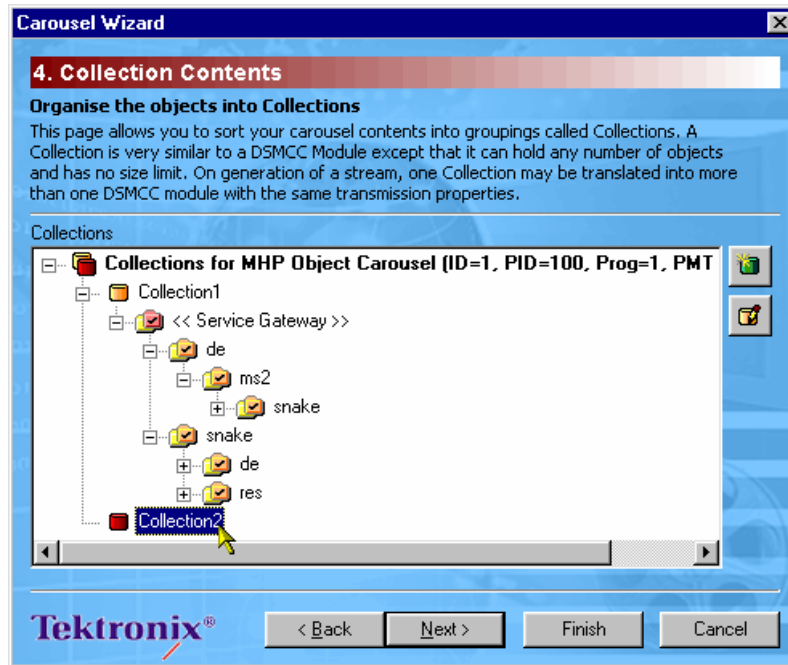 Carousel Wizard
4. Collection Contents
Organise the objects into Collections
This page allows you to sort your carousel contents into groupings called Collections. A
Collection is very similar to a DSMCC Module except that it can hold any number of objects
and has no size limit. On generation of a stream, one Collection may be translated into more
than one DSMCC module with the same transmission properties.
Collections
Collections for MHP Object Carousel (ID=1, PID=100, Prog=1, PMT
Collection1
<< Service Gateway >>
de
ms2
snake
snake
de
res
Collection2
Tektronix®
< Back
Next >
Finish
Cancel